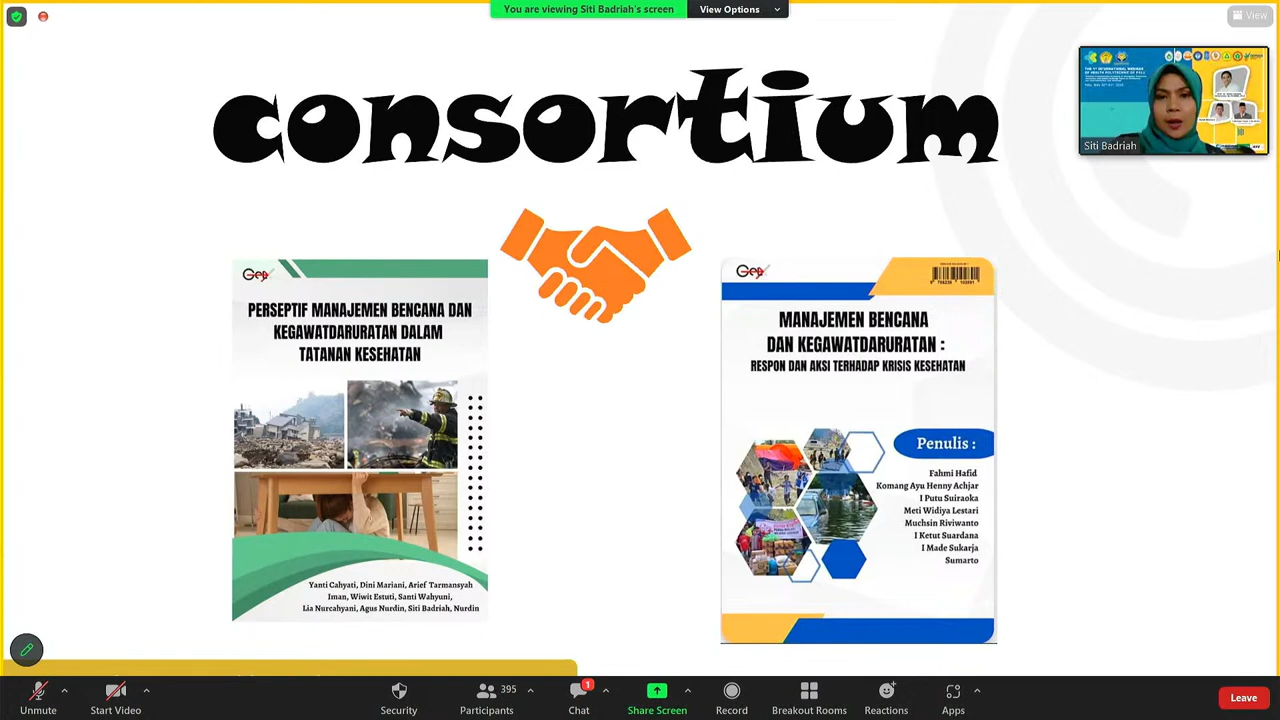 You are viewing Siti Badriah's screen
View Options
View
consortium
Siti Badriah
PERSEPTIF MANAJEMEN BENCANA DAN
KEGAWATDARURATAN DALAM
TATANAN KESEHATAN
Yanti Cahyati, Dini Mariani, Arief Tarmansyah
Iman, Wiwit Estuti, Santi Wahyuni,
Lia Nurcahyani, Agus Nurdin, Siti Badriah, Nurdin
MANAJEMEN BENCANA
DAN KEGAWATDARURATAN :
RESPON DAN AKSI TERHADAP KRISIS KESEHATAN
Penulis :
Fahmi Hafid
Komang Ayu Henny Achjar
I Putu Suiraoka
Meti Widiya Lestari
Muchsin Riviwanto
I Ketut Suardana
I Made Sukarja
Sumarto
Unmute
Start Video
Security
Participants
395
Chat
1
Share Screen
Record
Breakout Rooms
Reactions
Apps
Leave